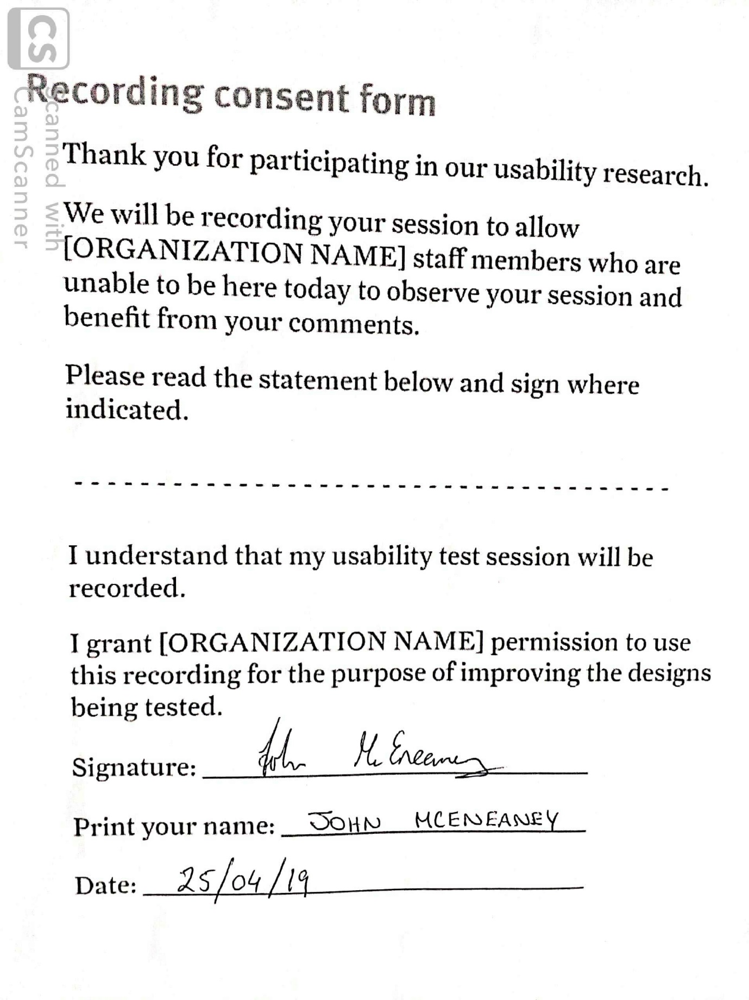 CS
Scanned with
CamScanner
Recording consent form
Thank you for participating in our usability research.
We will be recording your session to allow
[ORGANIZATION NAME] staff members who are
unable to be here today to observe your session and
benefit from your comments.
Please read the statement below and sign where
indicated.
- - - - - - - - - - - - - - - - - - - - - - - - - - - - - - - - - - - - - -
I understand that my usability test session will be
recorded.
I grant [ORGANIZATION NAME] permission to use
this recording for the purpose of improving the designs
being tested.
Signature: John McEneaney
Print your name: JOHN MCENEANEY
Date: 25/04/19